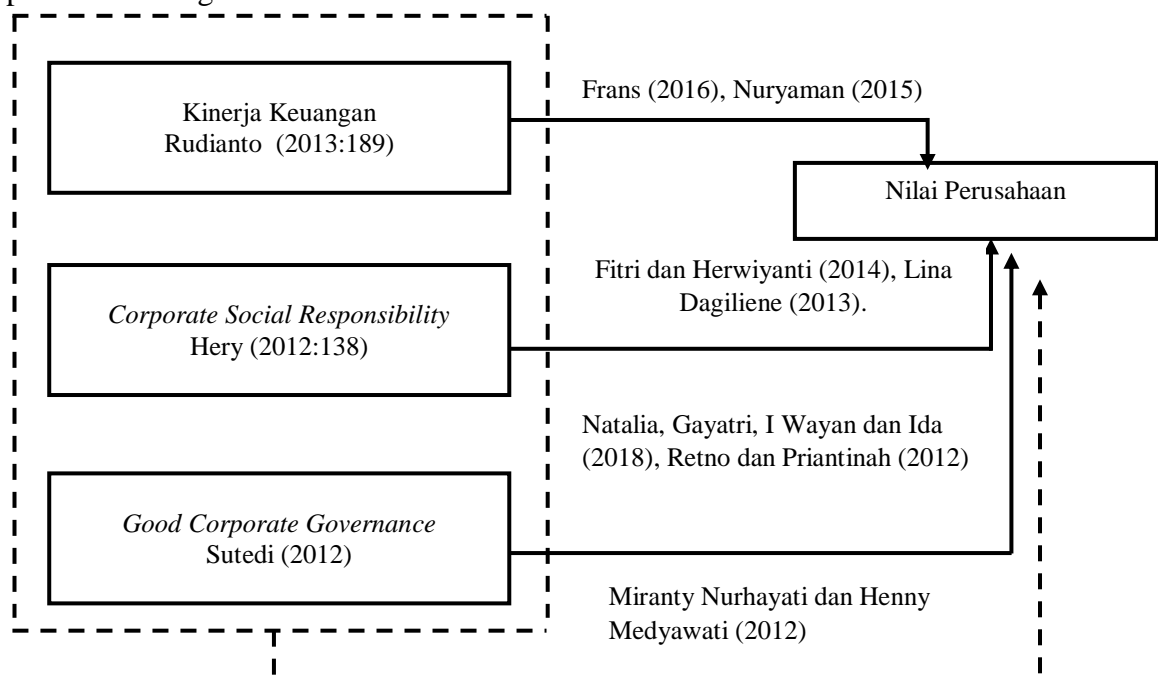 Kinerja Keuangan
Rudianto (2013:189)
Frans (2016), Nuryaman (2015)
Nilai Perusahaan
Corporate Social Responsibility
Hery (2012:138)
Fitri dan Herwiyanti (2014), Lina
Dagiliene (2013).
Good Corporate Governance
Sutedi (2012)
Natalia, Gayatri, I Wayan dan Ida
(2018), Retno dan Priantinah (2012)
Miranty Nurhayati dan Henny
Medyawati (2012)